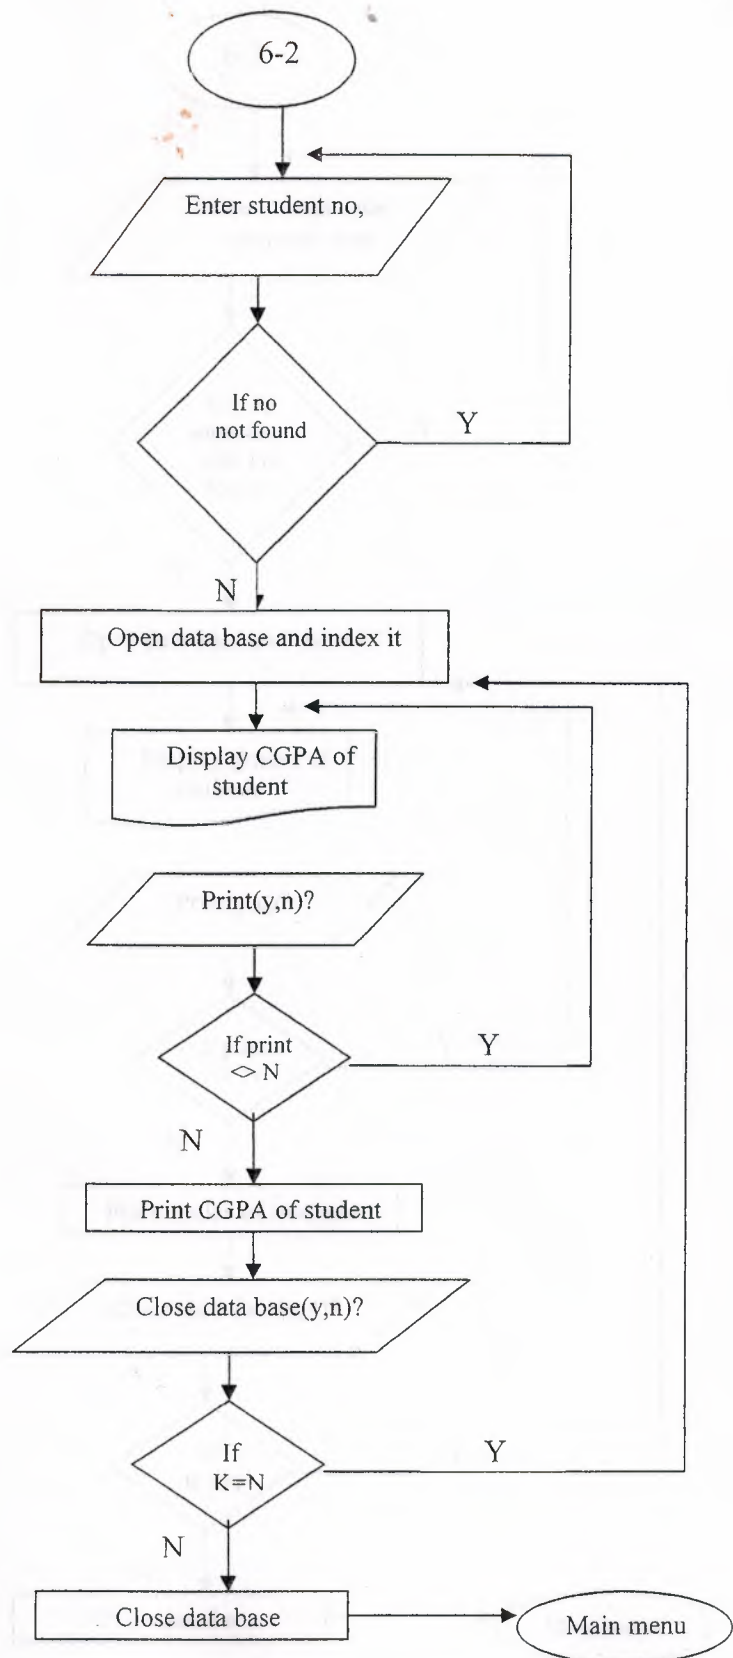 6-2
Enter student no,
If no
not found
Y
N
Open data base and index it
Display CGPA of
student
Print(y,n)?
If print
<> N
Y
N
Print CGPA of student
Close data base(y,n)?
If
K=N
Y
N
Close data base
Main menu